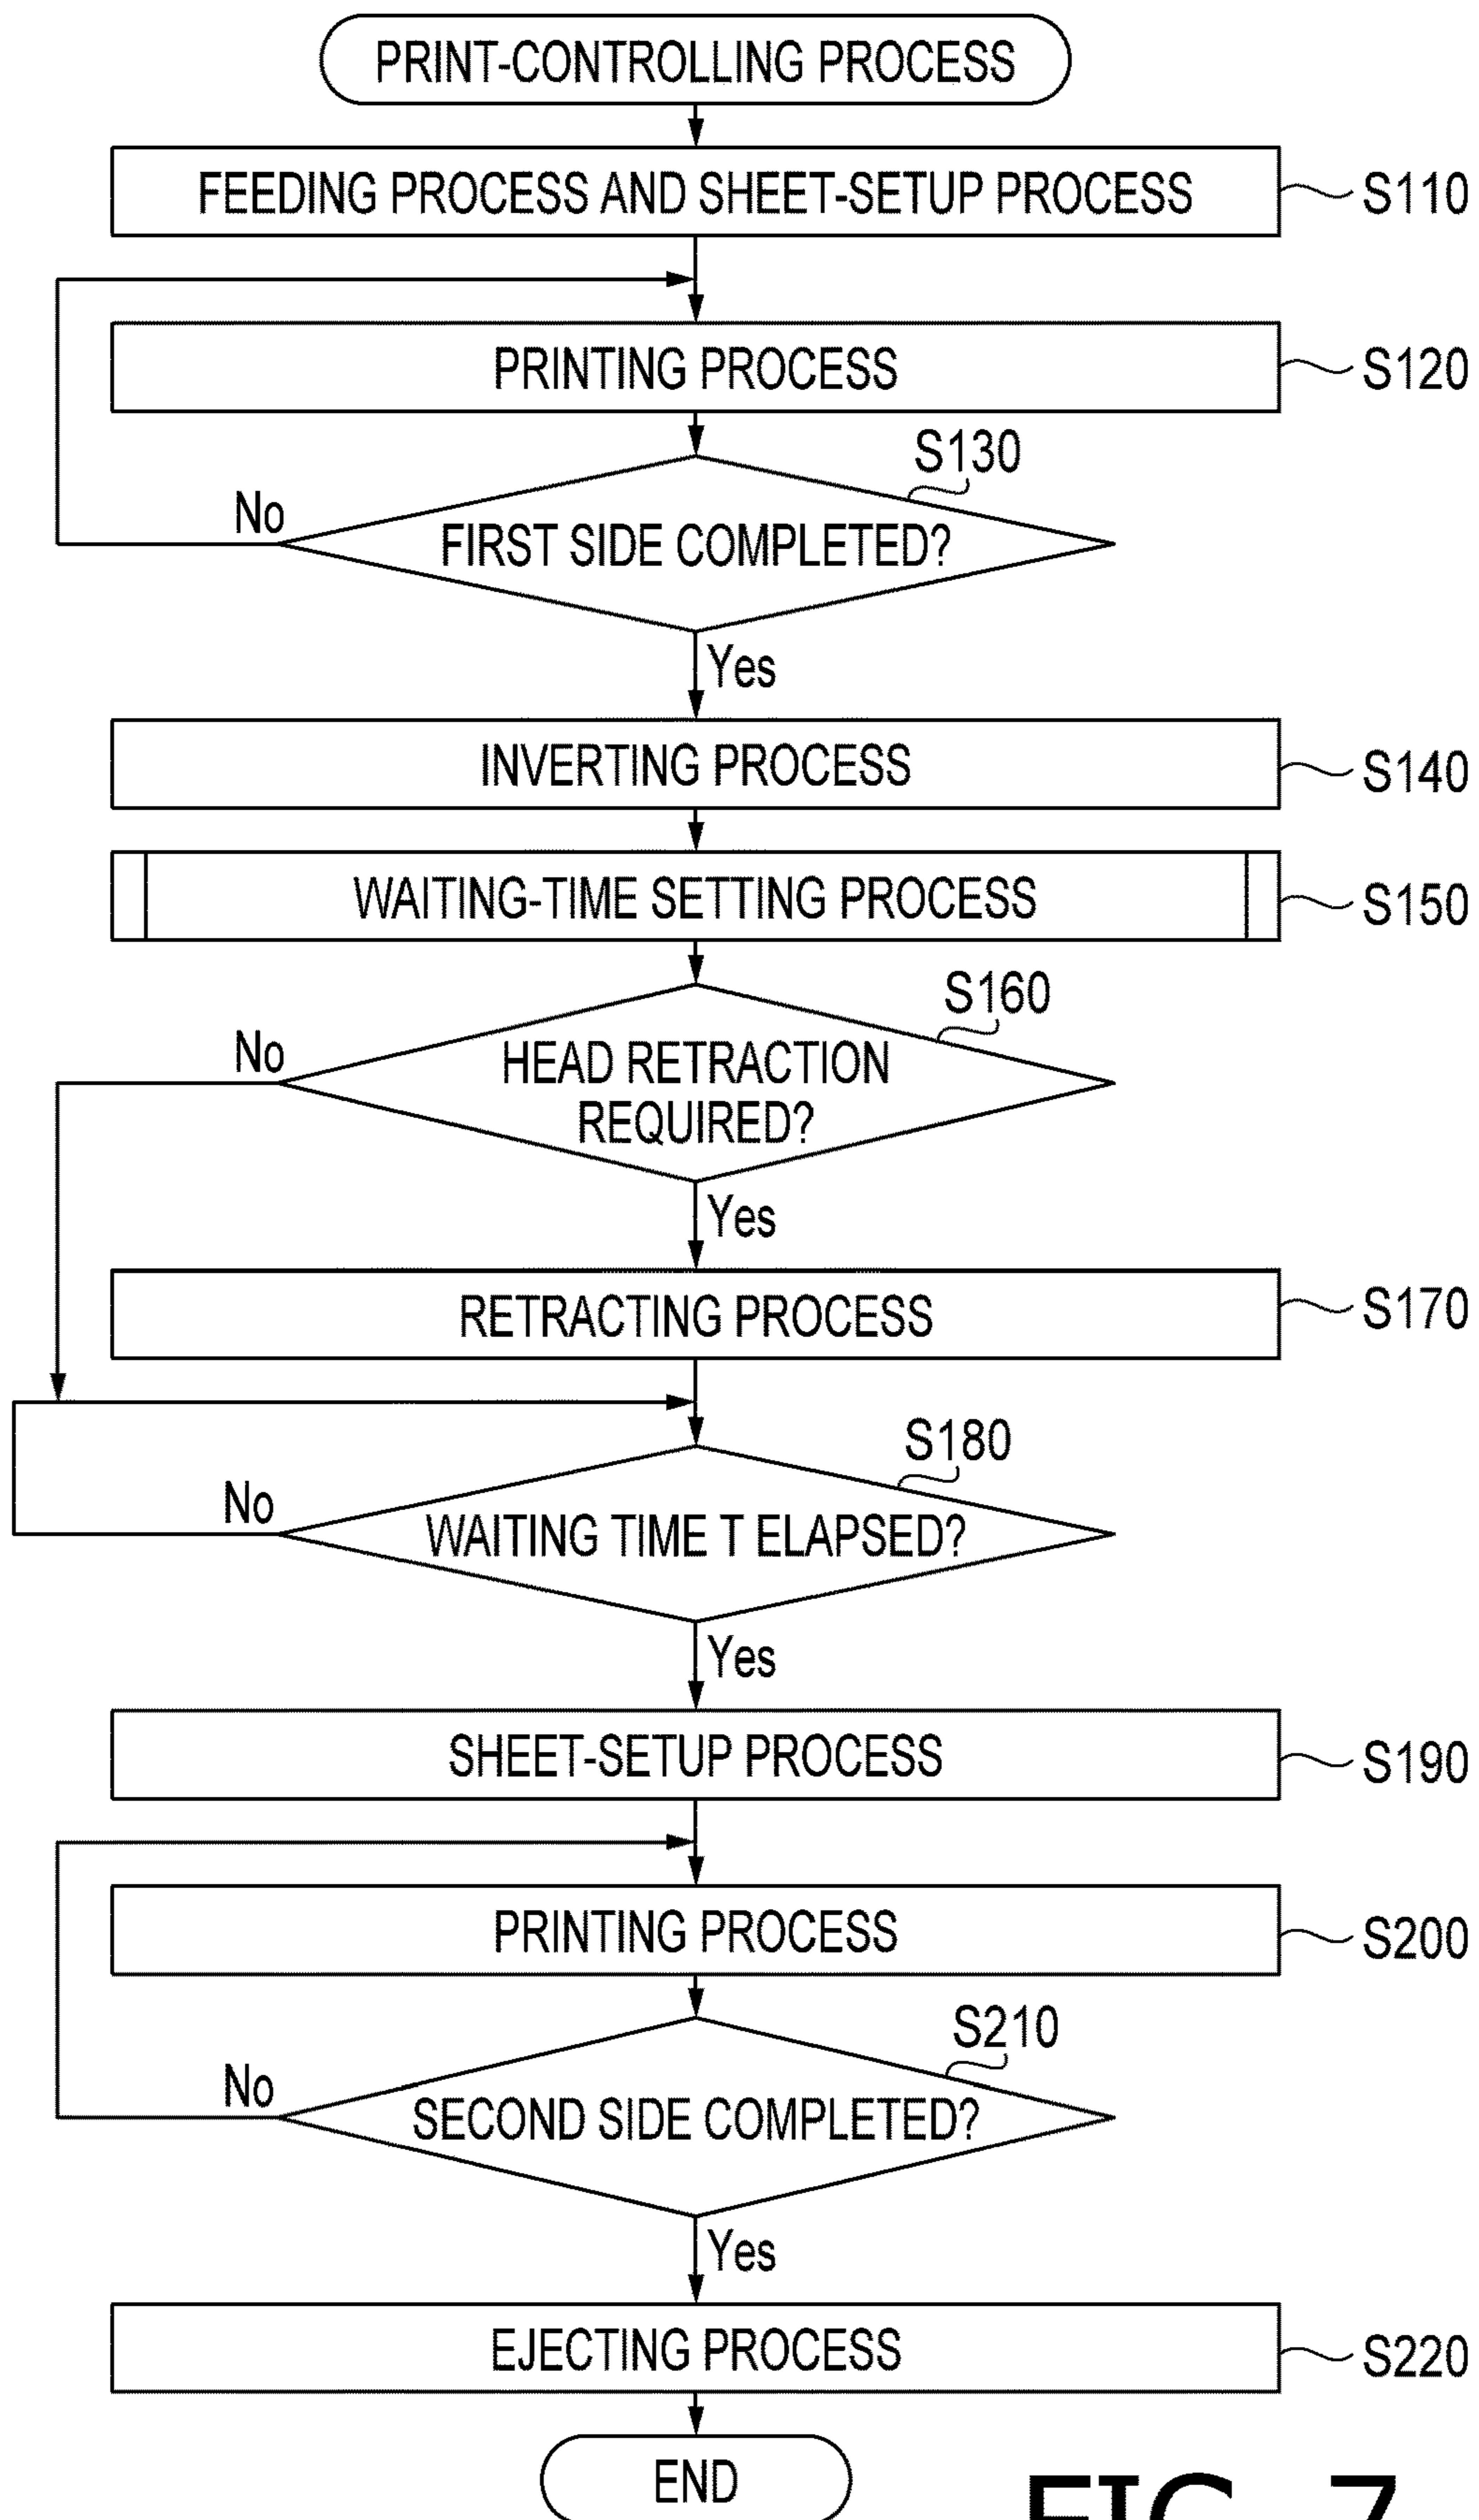 PRINT-CONTROLLING PROCESS
FEEDING PROCESS AND SHEET-SETUP PROCESS
S110
PRINTING PROCESS
S120
S130
No
FIRST SIDE COMPLETED?
Yes
INVERTING PROCESS
S140
WAITING-TIME SETTING PROCESS
S150
S160
No
HEAD RETRACTION
REQUIRED?
Yes
RETRACTING PROCESS
S170
S180
No
WAITING TIME T ELAPSED?
Yes
SHEET-SETUP PROCESS
S190
PRINTING PROCESS
S200
S210
No
SECOND SIDE COMPLETED?
Yes
EJECTING PROCESS
S220
END
FIG. 7